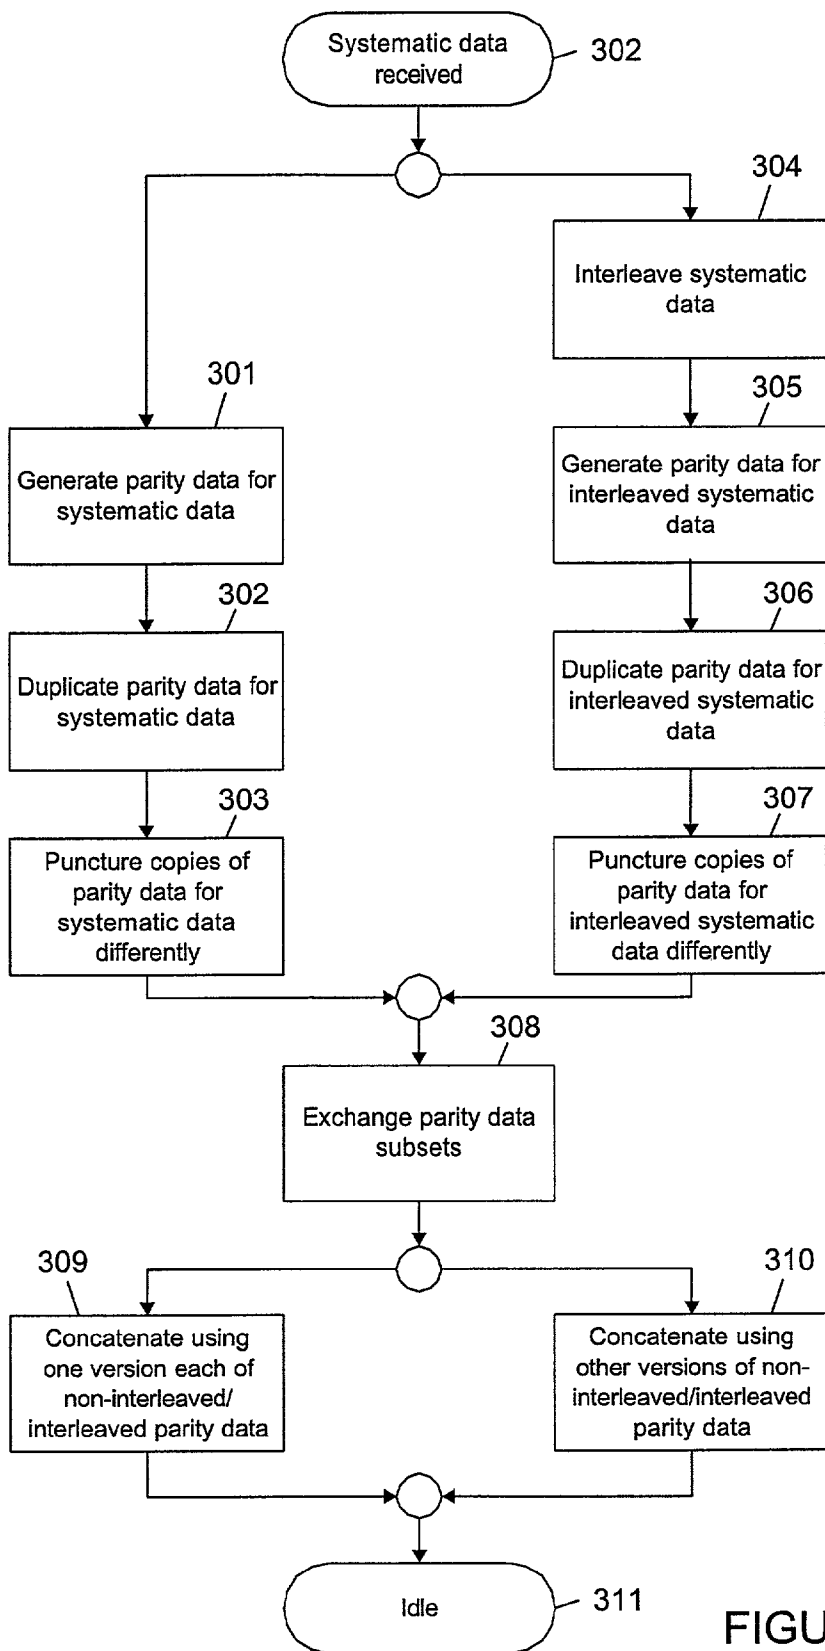 Systematic data
received
302
304
Interleave systematic
data
301
Generate parity data for
systematic data
305
Generate parity data for
interleaved systematic
data
302
Duplicate parity data for
systematic data
306
Duplicate parity data for
interleaved systematic
data
303
Puncture copies of
parity data for
systematic data
differently
307
Puncture copies of
parity data for
interleaved systematic
data differently
308
Exchange parity data
subsets
309
Concatenate using
one version each of
non-interleaved/
interleaved parity data
310
Concatenate using
other versions of non-
interleaved/interleaved
parity data
Idle
311
FIGU